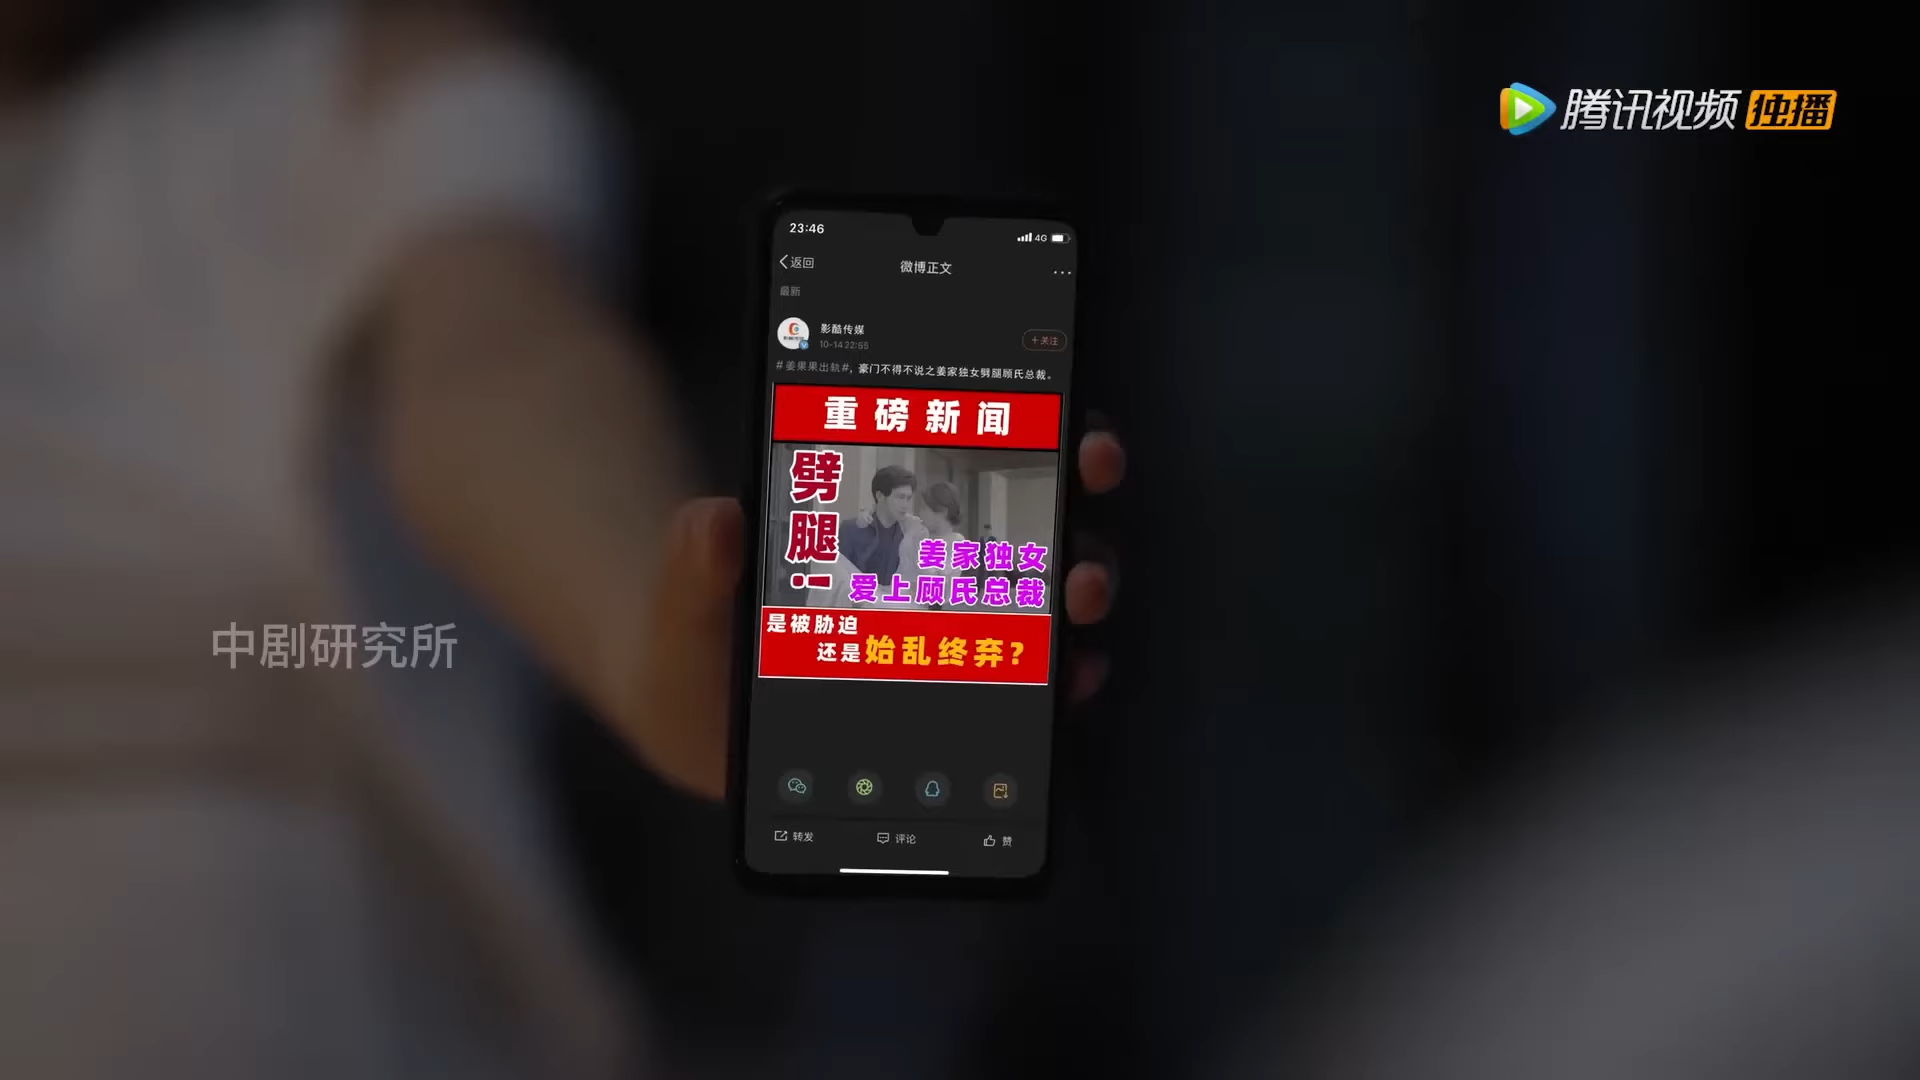 腾讯视频 独播
23:46
4G
返回
微博正文
...
最新
影酷传媒
10-14 22:55
+关注
#姜果果出轨#，豪门不得不说之姜家独女劈腿顾氏总裁。
重磅新闻
劈腿!
姜家独女
爱上顾氏总裁
是被胁迫
还是始乱终弃?
转发
评论
赞
中剧研究所